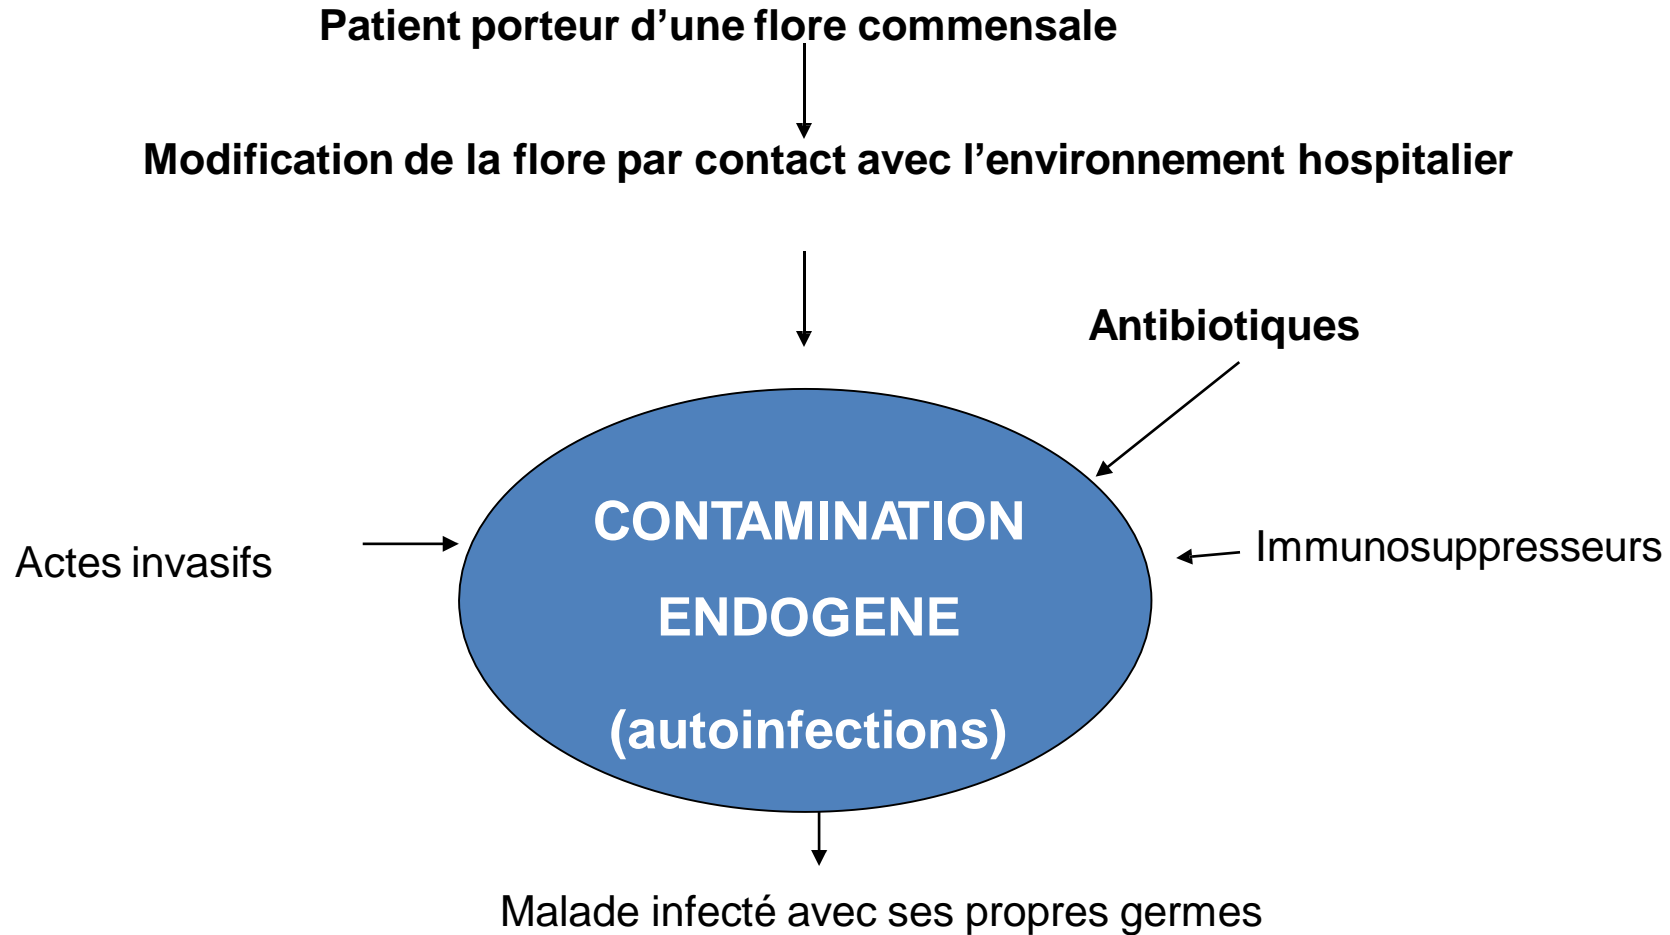 Patient porteur d’une flore commensale
Modification de la flore par contact avec l’environnement hospitalier
Antibiotiques
CONTAMINATION
Actes invasifs
Immunosuppresseurs
ENDOGENE
(autoinfections)
Malade infecté avec ses propres germes